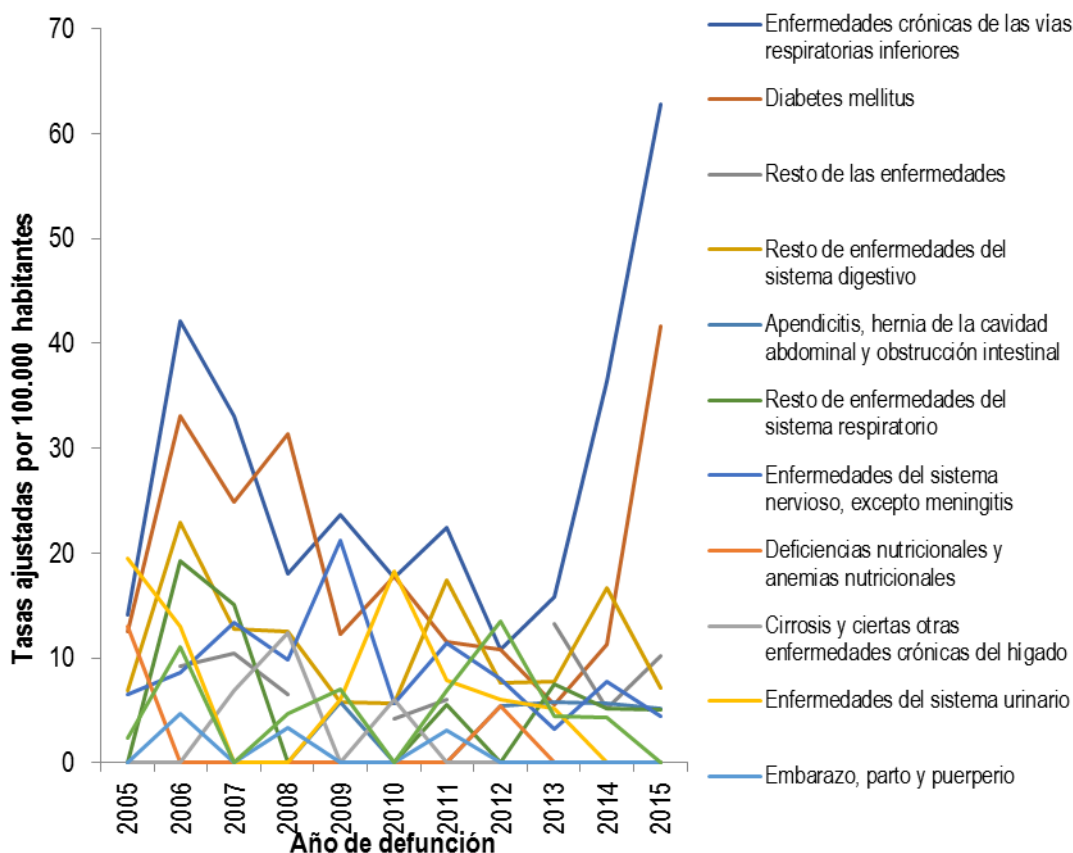 Tasas ajustadas por 100.000 habitantes
70
60
50
40
30
20
10
0
2005
2006
2007
2008
2009
2010
2011
2012
2013
2014
2015
Año de defunción
Enfermedades crónicas de las vías
respiratorias inferiores
Diabetes mellitus
Resto de las enfermedades
Resto de enfermedades del
sistema digestivo
Apendicitis, hernia de la cavidad
abdominal y obstrucción intestinal
Resto de enfermedades del
sistema respiratorio
Enfermedades del sistema
nervioso, excepto meningitis
Deficiencias nutricionales y
anemias nutricionales
Cirrosis y ciertas otras
enfermedades crónicas del hígado
Enfermedades del sistema urinario
Embarazo, parto y puerperio